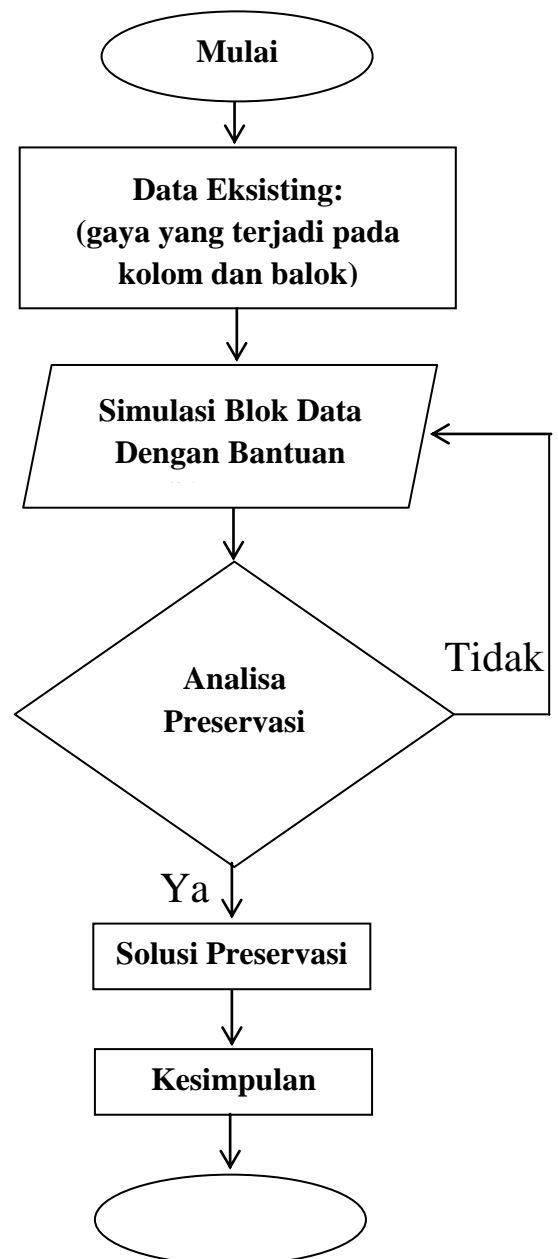 Mulai
Data Eksisting:
(gaya yang terjadi pada
kolom dan balok)
Simulasi Blok Data
Dengan Bantuan
Analisa
Preservasi
Tidak
Ya
Solusi Preservasi
Kesimpulan